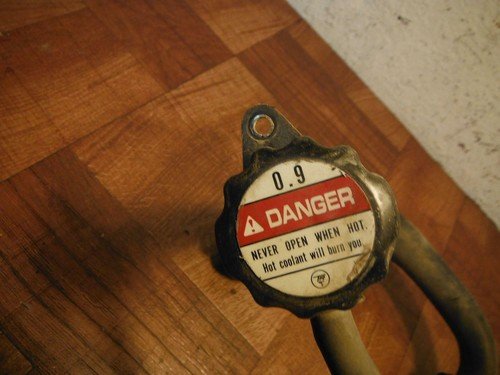 0.9
DANGER
NEVER OPEN WHEN HOT.
Hot coolant will burn you.